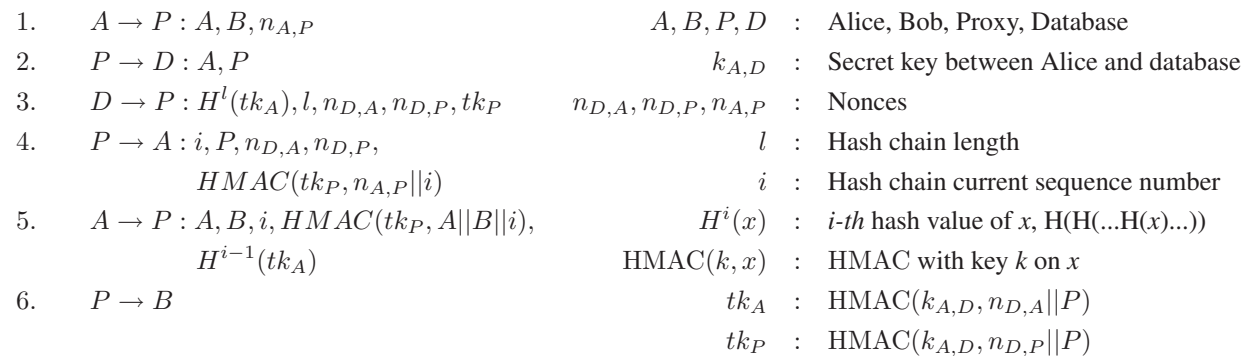 1. A → P : A, B, n_{A,P} A, B, P, D : Alice, Bob, Proxy, Database
2. P → D : A, P k_{A,D} : Secret key between Alice and database
3. D → P : H^l(tk_A), l, n_{D,A}, n_{D,P}, tk_P n_{D,A}, n_{D,P}, n_{A,P} : Nonces
4. P → A : i, P, n_{D,A}, n_{D,P}, l : Hash chain length
HMAC(tk_P, n_{A,P}||i) i : Hash chain current sequence number
5. A → P : A, B, i, HMAC(tk_P, A||B||i), H^i(x) : i-th hash value of x, H(H(...H(x)...))
H^{i−1}(tk_A) HMAC(k, x) : HMAC with key k on x
6. P → B tk_A : HMAC(k_{A,D}, n_{D,A}||P)
tk_P : HMAC(k_{A,D}, n_{D,P}||P)